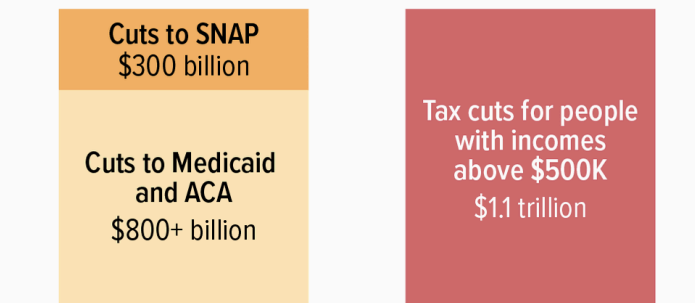 Cuts to SNAP
$300 billion
Cuts to Medicaid
and ACA
$800+ billion
Tax cuts for people
with incomes
above $500K
$1.1 trillion